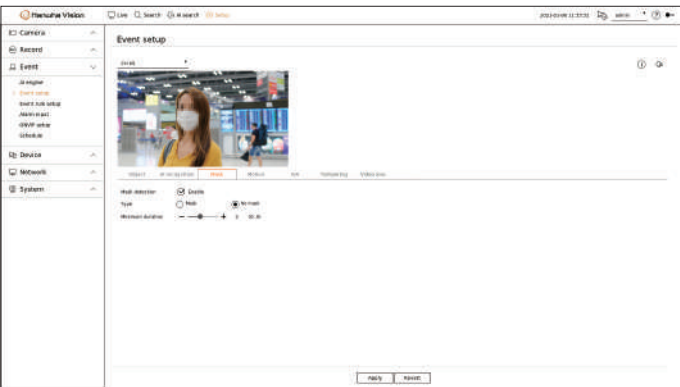 Hanwha Vision
Live
Search
AI search
Setup
admin
Camera
Record
Event
AI engine
Event setup
Event rule setup
Alarm input
ONVIF setup
Schedule
Device
Network
System
Event setup
Object
AI recognition
Mask
Motion
Tampering
Video loss
Mask detection
Enable
Type
Mask
No mask
Minimum duration
Apply
Revert